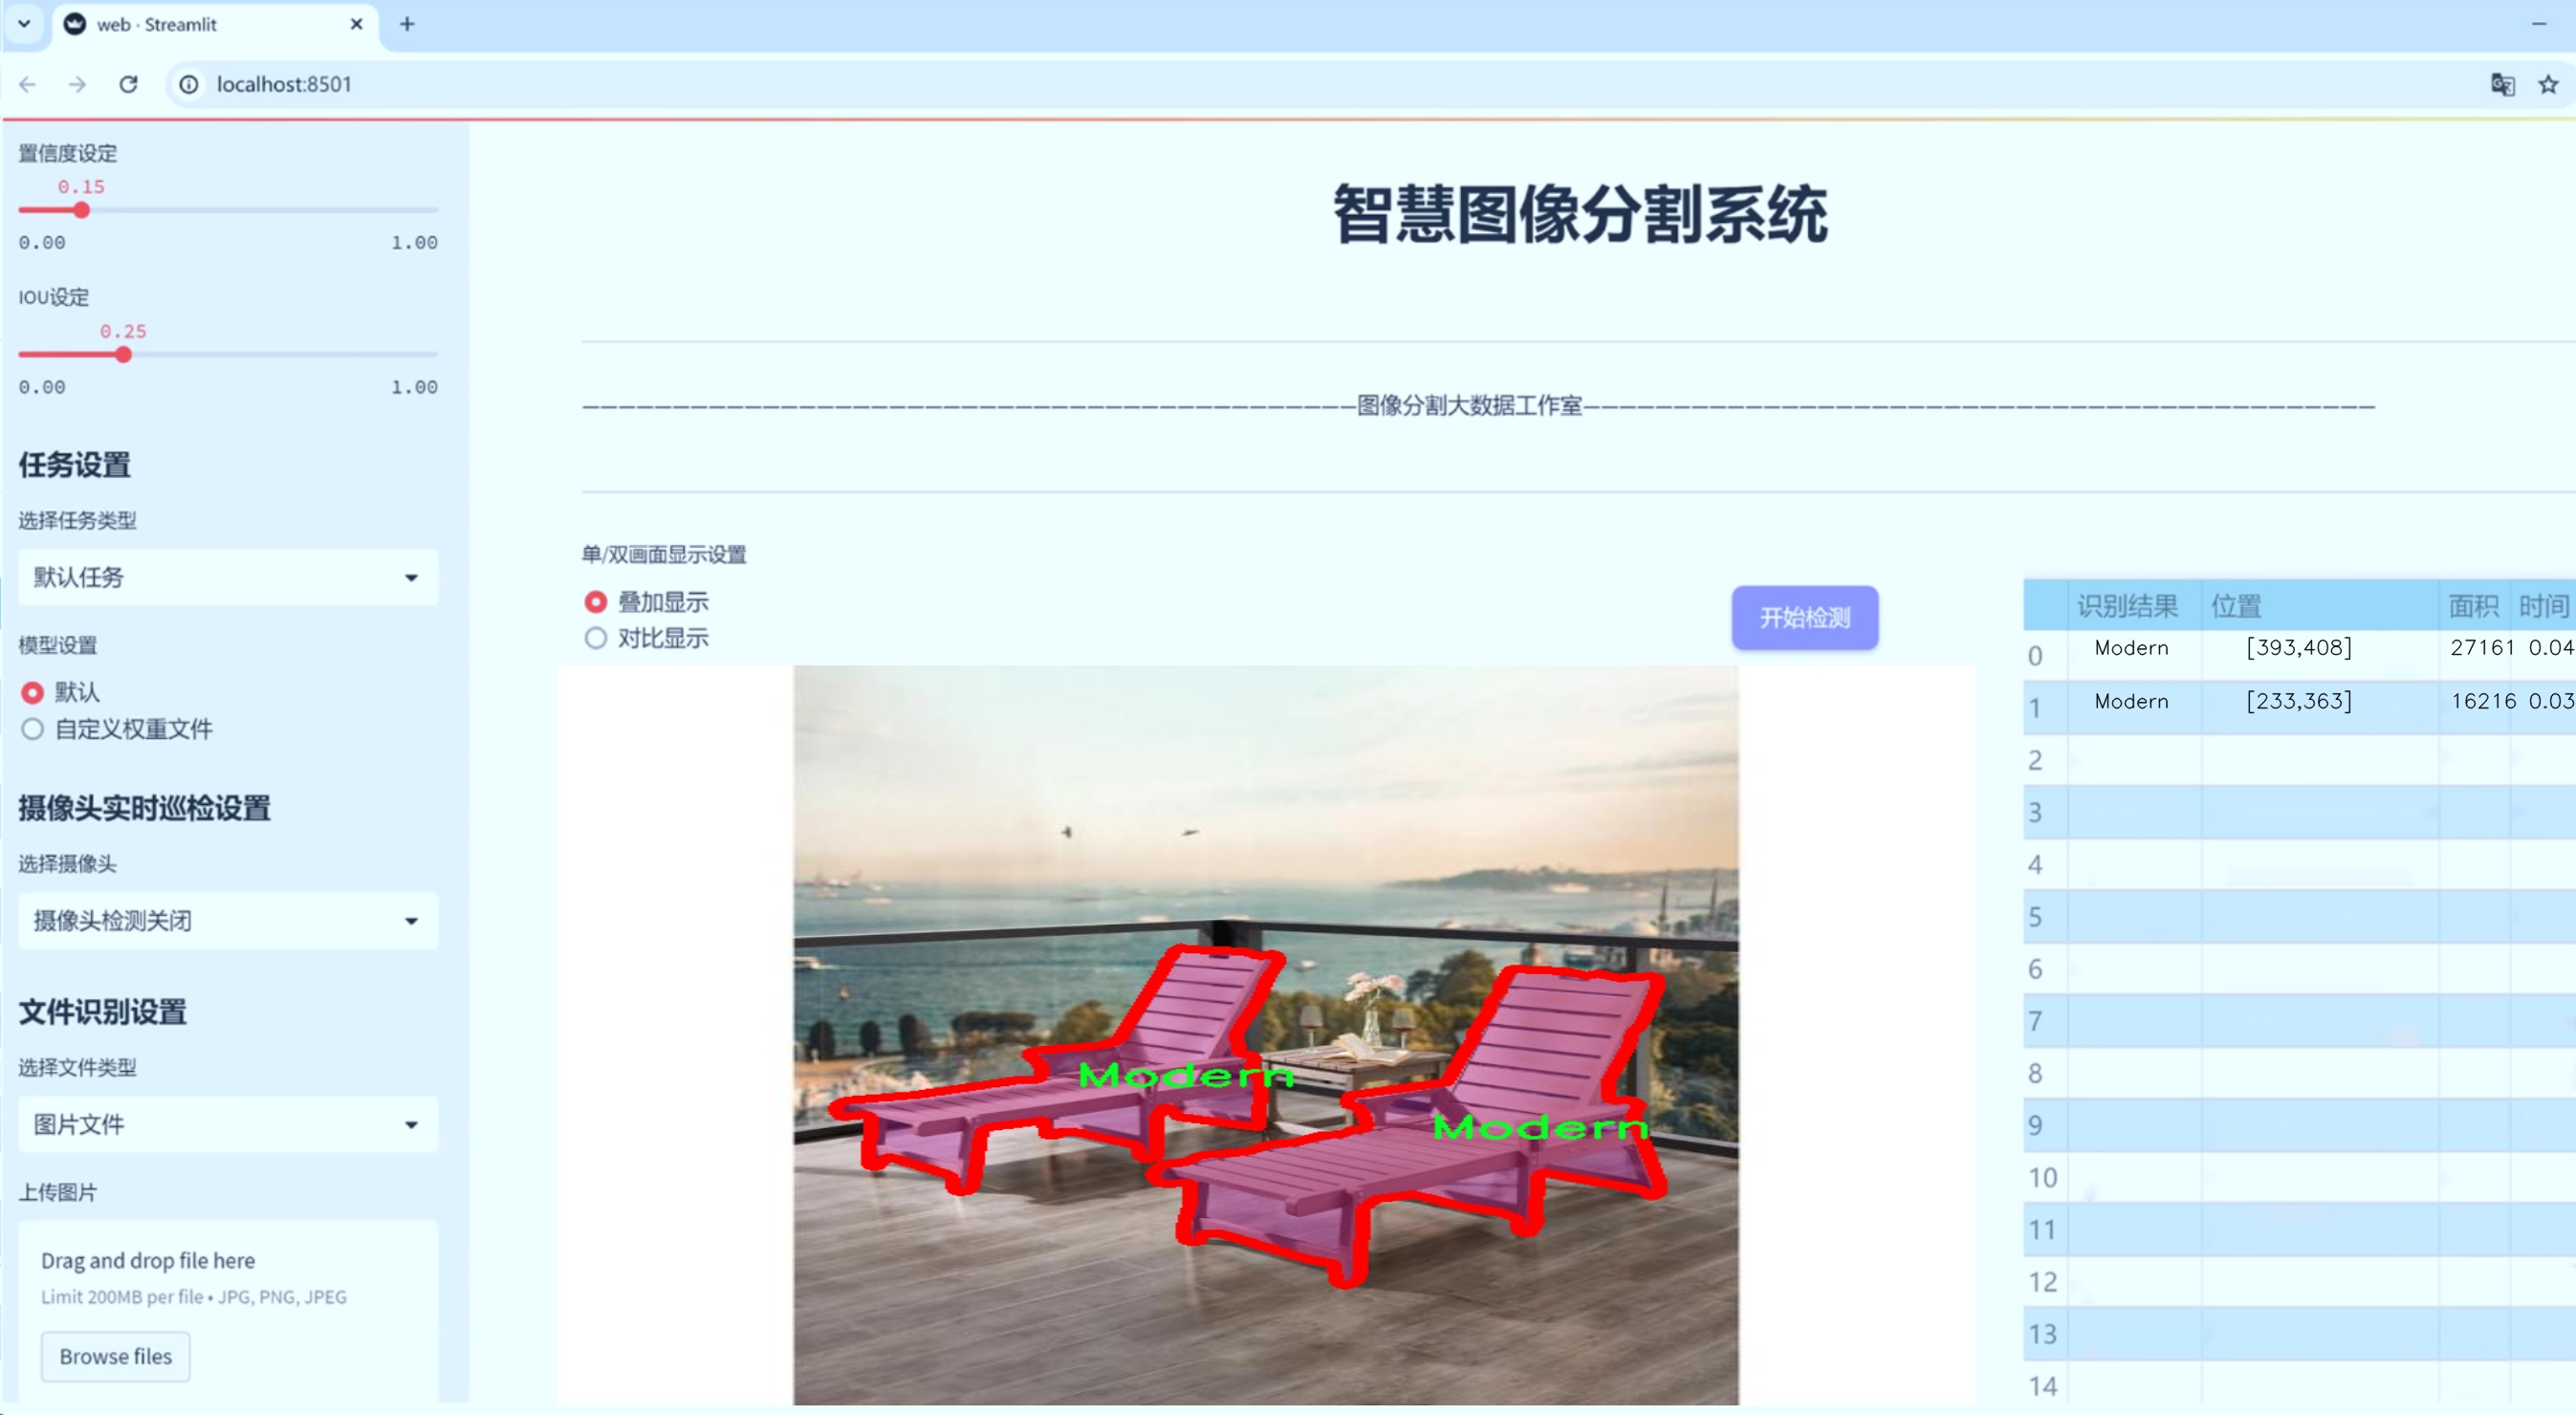 web · Streamlit
localhost:8501
置信度设定
0.15
0.00 1.00
IOU设定
0.25
0.00 1.00
任务设置
选择任务类型
默认任务
模型设置
默认
自定义权重文件
摄像头实时巡检设置
选择摄像头
摄像头检测关闭
文件识别设置
选择文件类型
图片文件
上传图片
Drag and drop file here
Limit 200MB per file • JPG, PNG, JPEG
Browse files
智慧图像分割系统
图像分割大数据工作室
单/双画面显示设置
叠加显示
对比显示
开始检测
Modern
Modern
识别结果 位置 面积 时间
0 Modern [393,408] 27161 0.04
1 Modern [233,363] 16216 0.03
2
3
4
5
6
7
8
9
10
11
12
13
14